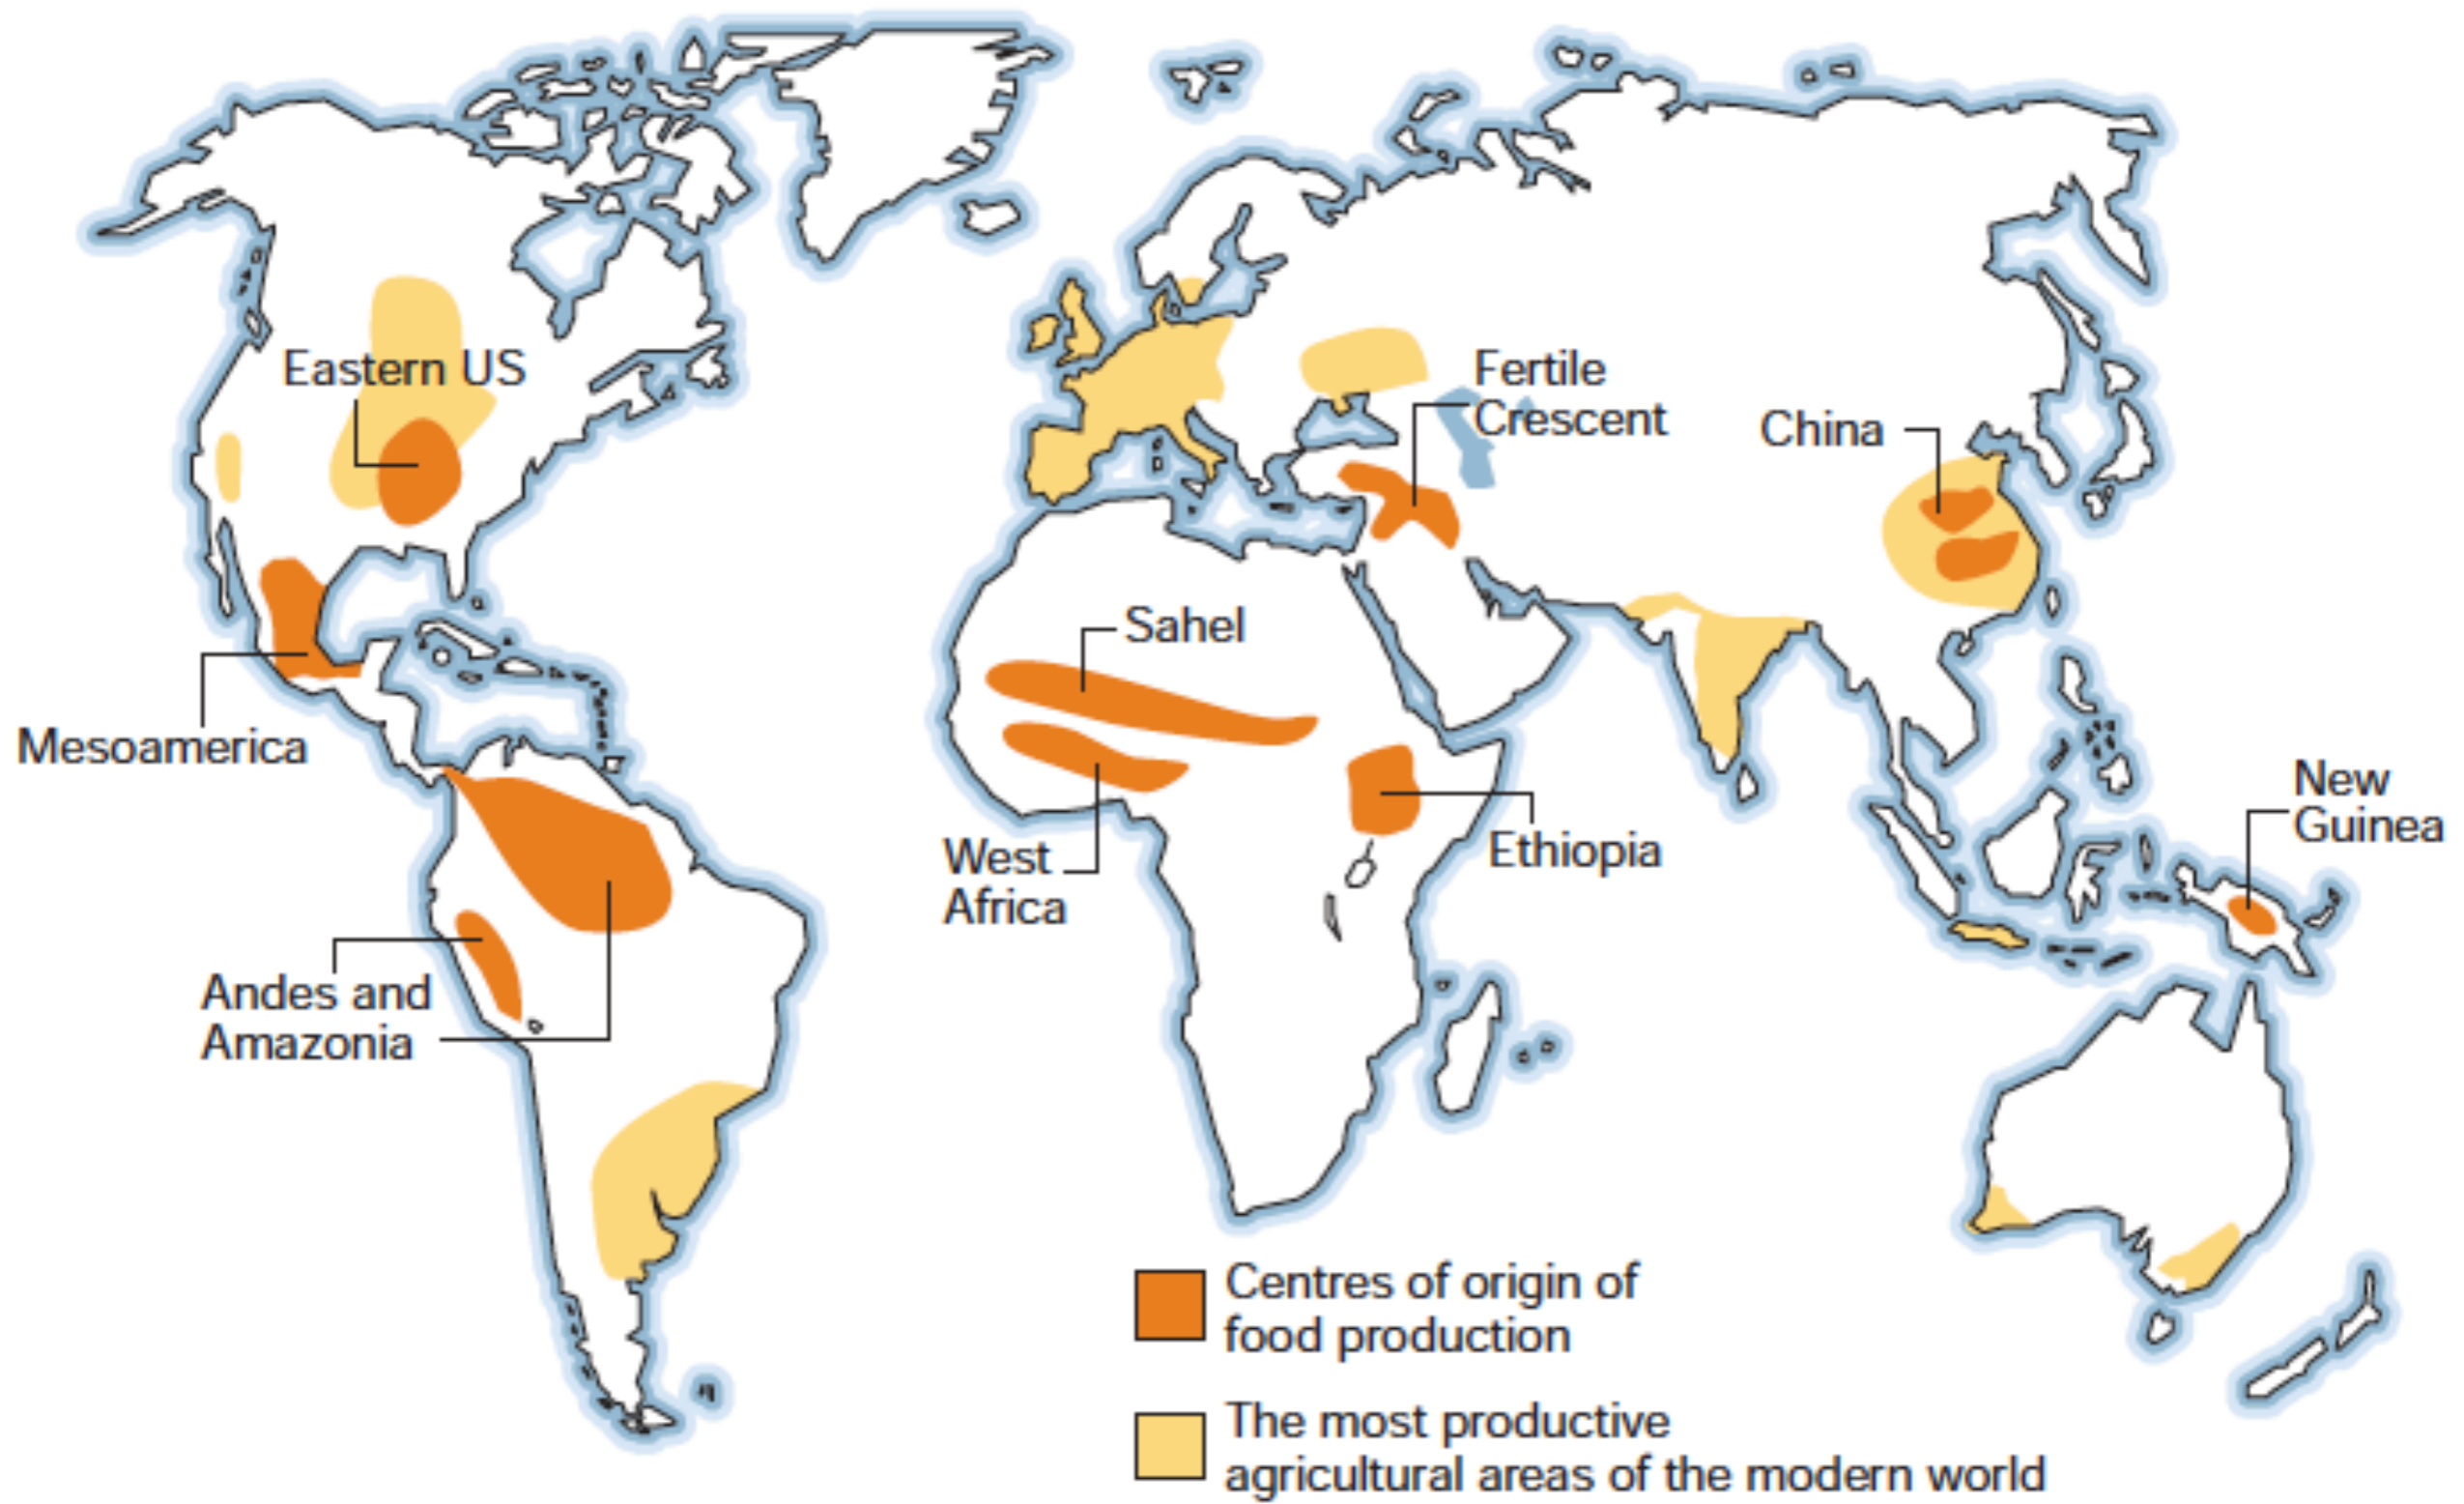 Eastern US
Fertile
Crescent
China
Sahel
Mesoamerica
New
Guinea
West
Africa
Ethiopia
Andes and
Amazonia
Centres of origin of
food production
The most productive
agricultural areas of the modern world